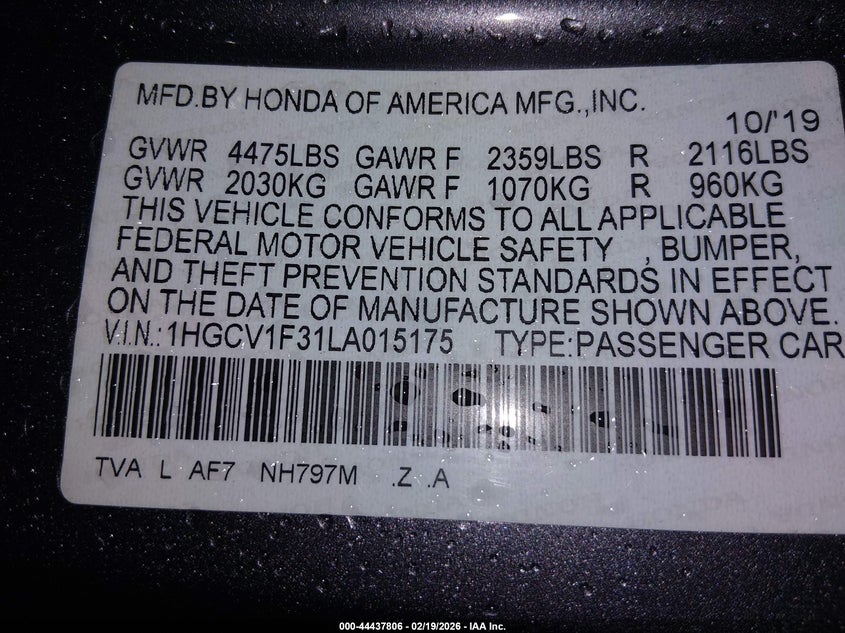 MFD.BY HONDA OF AMERICA MFG.,INC.
10/'19
GVWR 4475LBS GAWR F 2359LBS R 2116LBS
GVWR 2030KG GAWR F 1070KG R 960KG
THIS VEHICLE CONFORMS TO ALL APPLICABLE
FEDERAL MOTOR VEHICLE SAFETY , BUMPER,
AND THEFT PREVENTION STANDARDS IN EFFECT
ON THE DATE OF MANUFACTURE SHOWN ABOVE.
V.I.N.:1HGCV1F31LA015175 TYPE:PASSENGER CAR
TVA L AF7 NH797M .Z .A
000-44437806 - 02/19/2026 - IAA Inc.